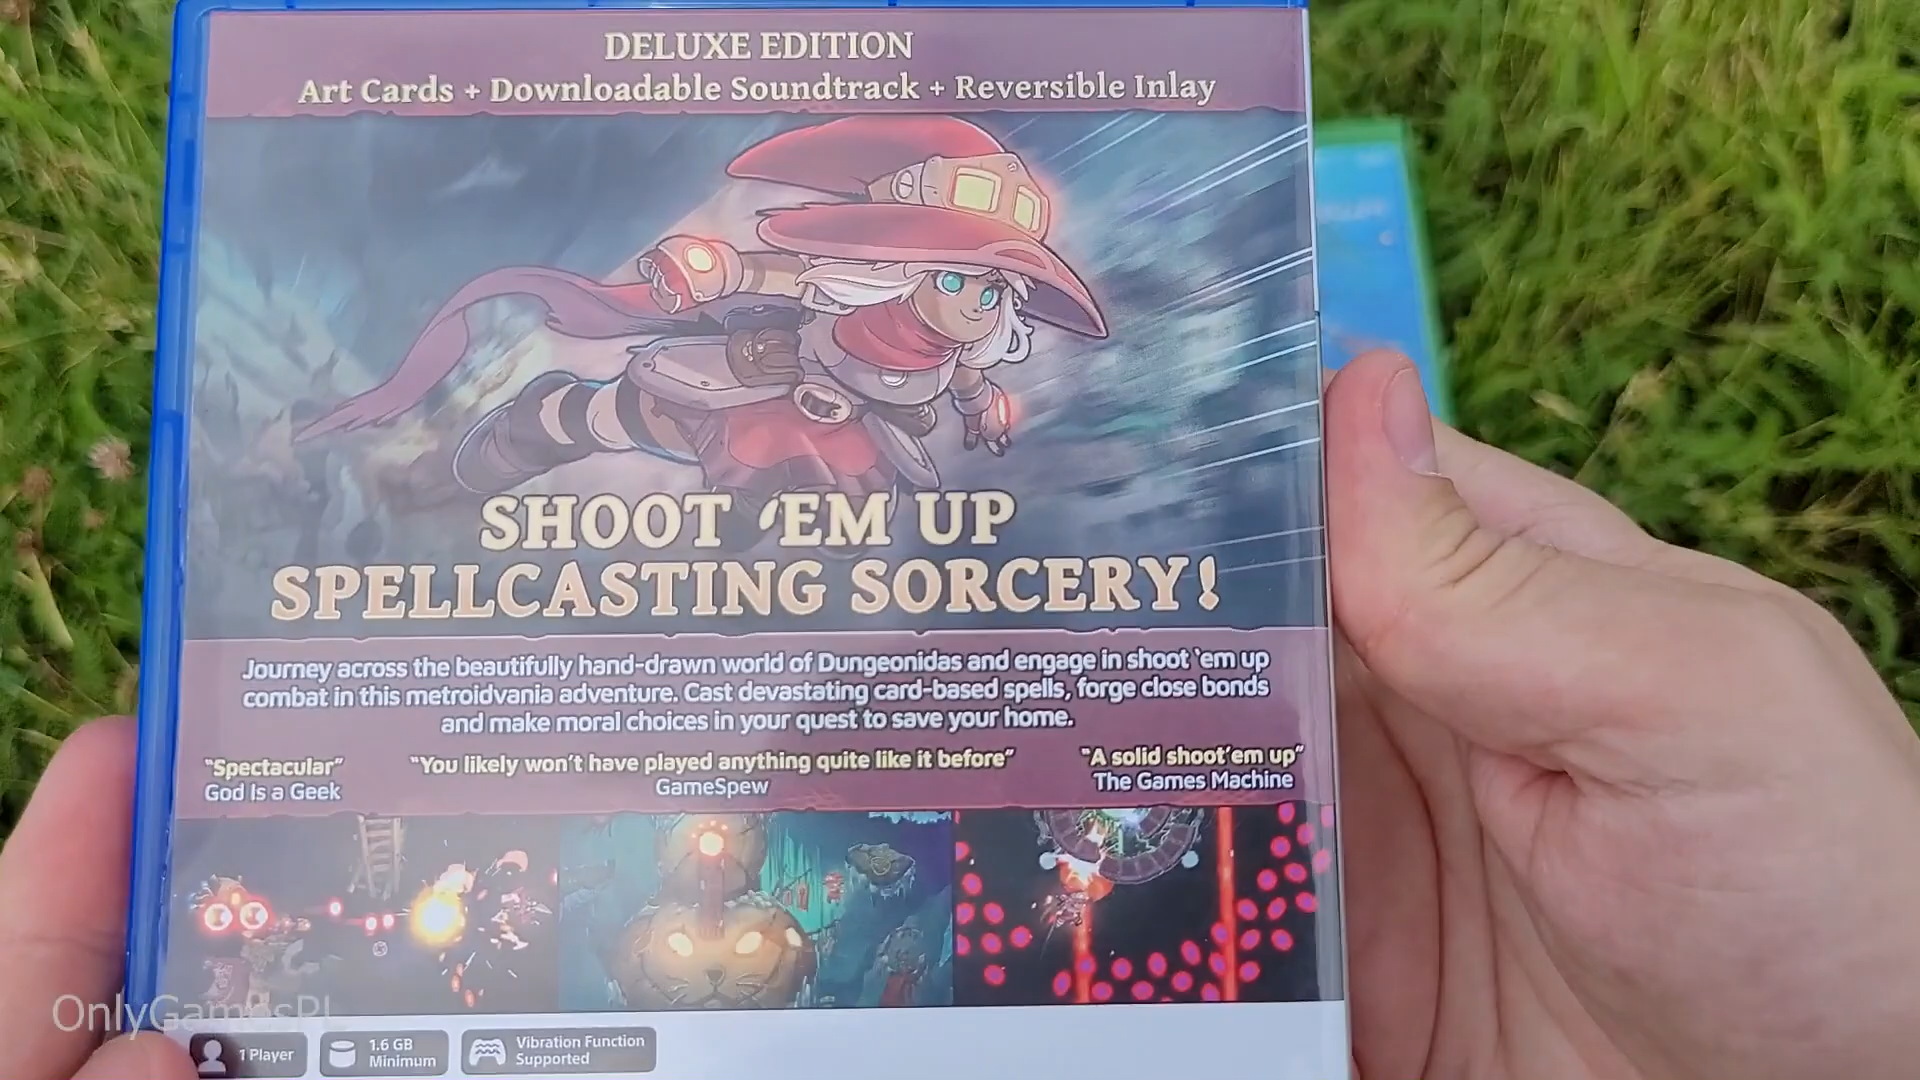 DELUXE EDITION
Art Cards + Downloadable Soundtrack + Reversible Inlay
SHOOT ‘EM UP
SPELLCASTING SORCERY!
Journey across the beautifully hand-drawn world of Dungeonidas and engage in shoot ‘em up
combat in this metroidvania adventure. Cast devastating card-based spells, forge close bonds
and make moral choices in your quest to save your home.
"Spectacular"
God Is a Geek
"You likely won't have played anything quite like it before"
GameSpew
"A solid shoot'em up"
The Games Machine
OnlyGamesPL
1 Player
1.6 GB
Minimum
Vibration Function
Supported